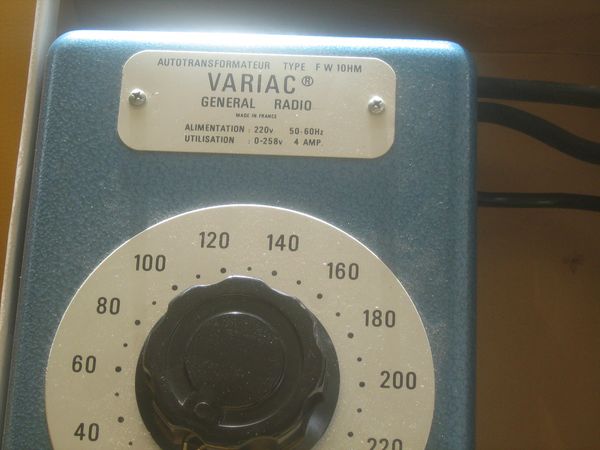 AUTOTRANSFORMATEUR TYPE F W 10HM
VARIAC®
GENERAL RADIO
MADE IN FRANCE
ALIMENTATION : 220v 50-60Hz
UTILISATION : 0-258v 4 AMP.
120 140
100 160
80 180
60 200
40 220